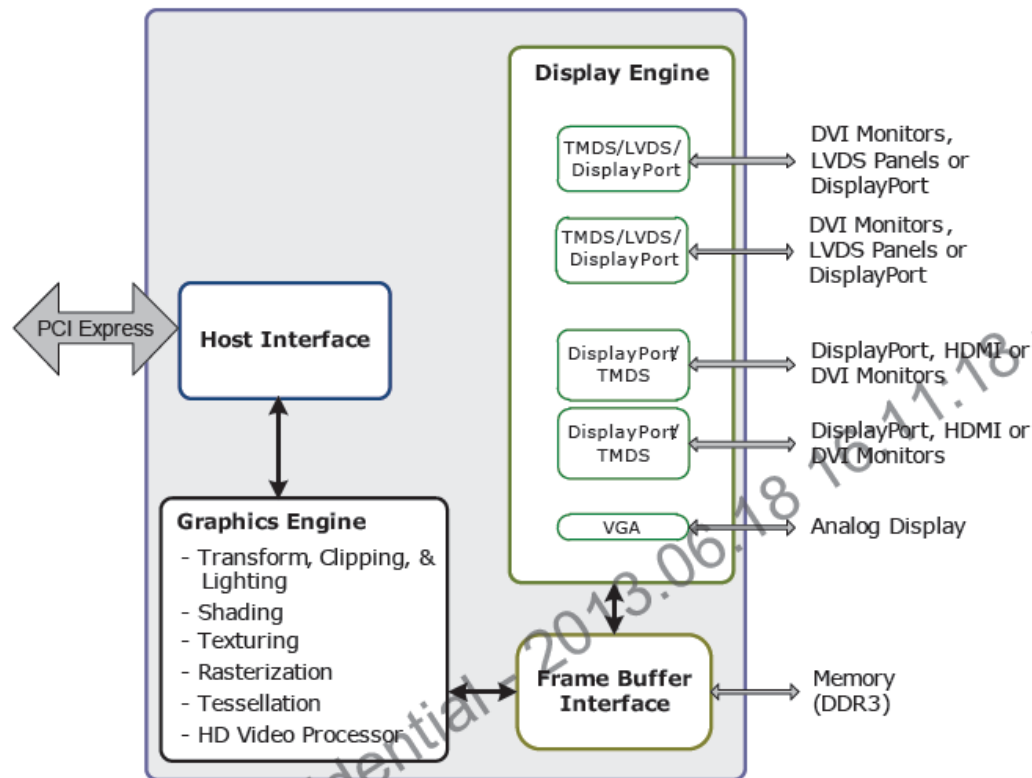 Display Engine
TMDS/LVDS/
DisplayPort
DVI Monitors,
LVDS Panels or
DisplayPort
TMDS/LVDS/
DisplayPort
DVI Monitors,
LVDS Panels or
DisplayPort
PCI Express
Host Interface
DisplayPort/
TMDS
DisplayPort, HDMI or
DVI Monitors
DisplayPort/
TMDS
DisplayPort, HDMI or
DVI Monitors
VGA
Analog Display
Graphics Engine
- Transform, Clipping, &
Lighting
- Shading
- Texturing
- Rasterization
- Tessellation
- HD Video Processor
Frame Buffer
Interface
Memory
(DDR3)
- 2013.06.18 16:11:18